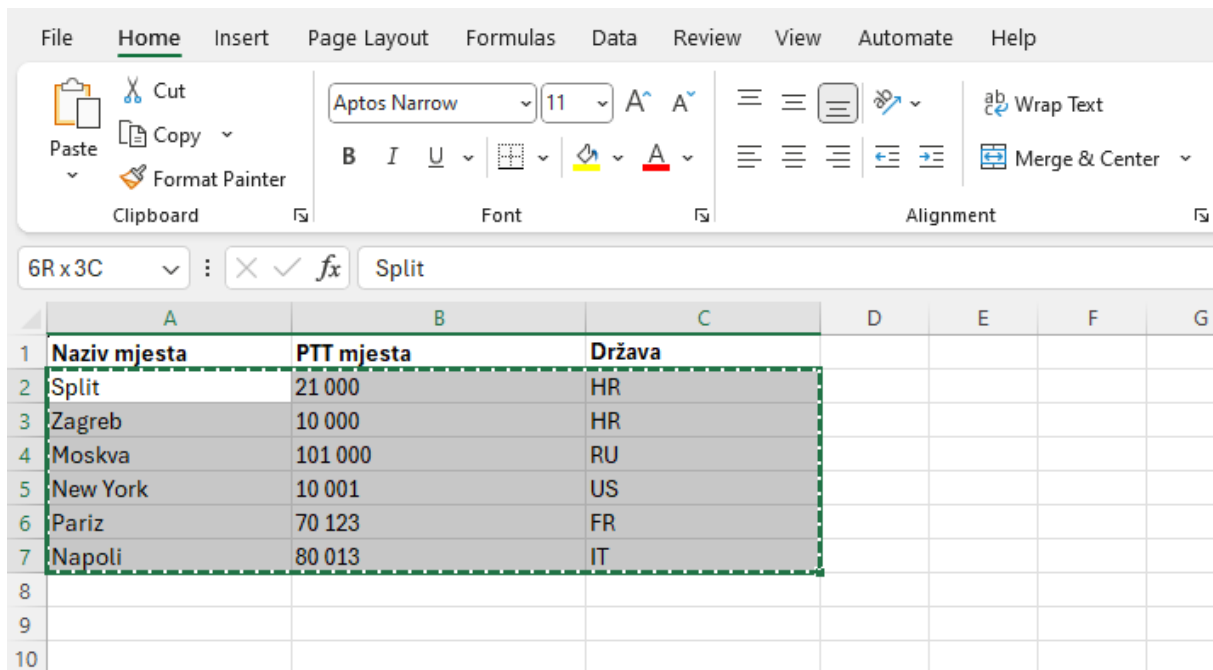 File Home Insert Page Layout Formulas Data Review View Automate Help
Paste
Cut
Copy
Format Painter
Clipboard
Aptos Narrow 11 A A
B I U A
Font
ab c Wrap Text
Merge & Center
Alignment
6R x 3C fx Split
A B C D E F G
1 Naziv mjesta PTT mjesta Država
2 Split 21 000 HR
3 Zagreb 10 000 HR
4 Moskva 101 000 RU
5 New York 10 001 US
6 Pariz 70 123 FR
7 Napoli 80 013 IT
8
9
10